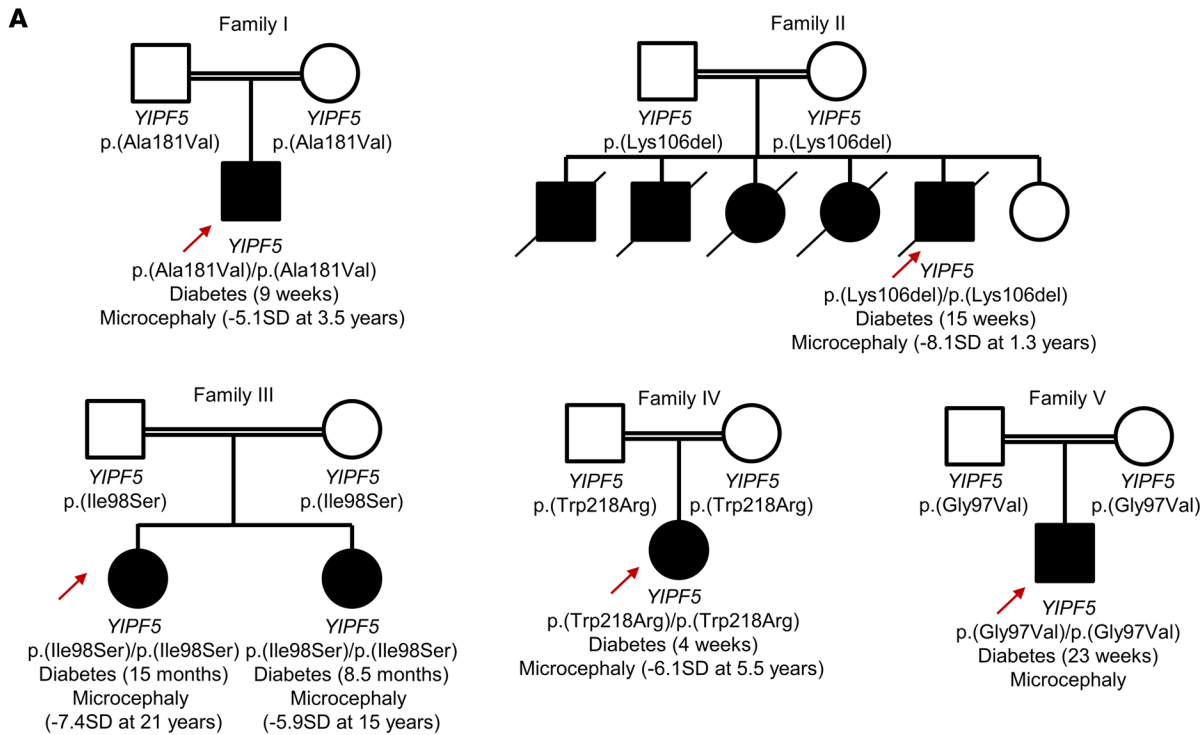 A
Family I
YIPF5
p.(Ala181Val)
YIPF5
p.(Ala181Val)
YIPF5
p.(Ala181Val)/p.(Ala181Val)
Diabetes (9 weeks)
Microcephaly (-5.1SD at 3.5 years)
Family II
YIPF5
p.(Lys106del)
YIPF5
p.(Lys106del)
YIPF5
p.(Lys106del)/p.(Lys106del)
Diabetes (15 weeks)
Microcephaly (-8.1SD at 1.3 years)
Family III
YIPF5
p.(Ile98Ser)
YIPF5
p.(Ile98Ser)
YIPF5
p.(Ile98Ser)/p.(Ile98Ser)
Diabetes (15 months)
Microcephaly
(-7.4SD at 21 years)
YIPF5
p.(Ile98Ser)/p.(Ile98Ser)
Diabetes (8.5 months)
Microcephaly
(-5.9SD at 15 years)
Family IV
YIPF5
p.(Trp218Arg)
YIPF5
p.(Trp218Arg)
YIPF5
p.(Trp218Arg)/p.(Trp218Arg)
Diabetes (4 weeks)
Microcephaly (-6.1SD at 5.5 years)
Family V
YIPF5
p.(Gly97Val)
YIPF5
p.(Gly97Val)
YIPF5
p.(Gly97Val)/p.(Gly97Val)
Diabetes (23 weeks)
Microcephaly